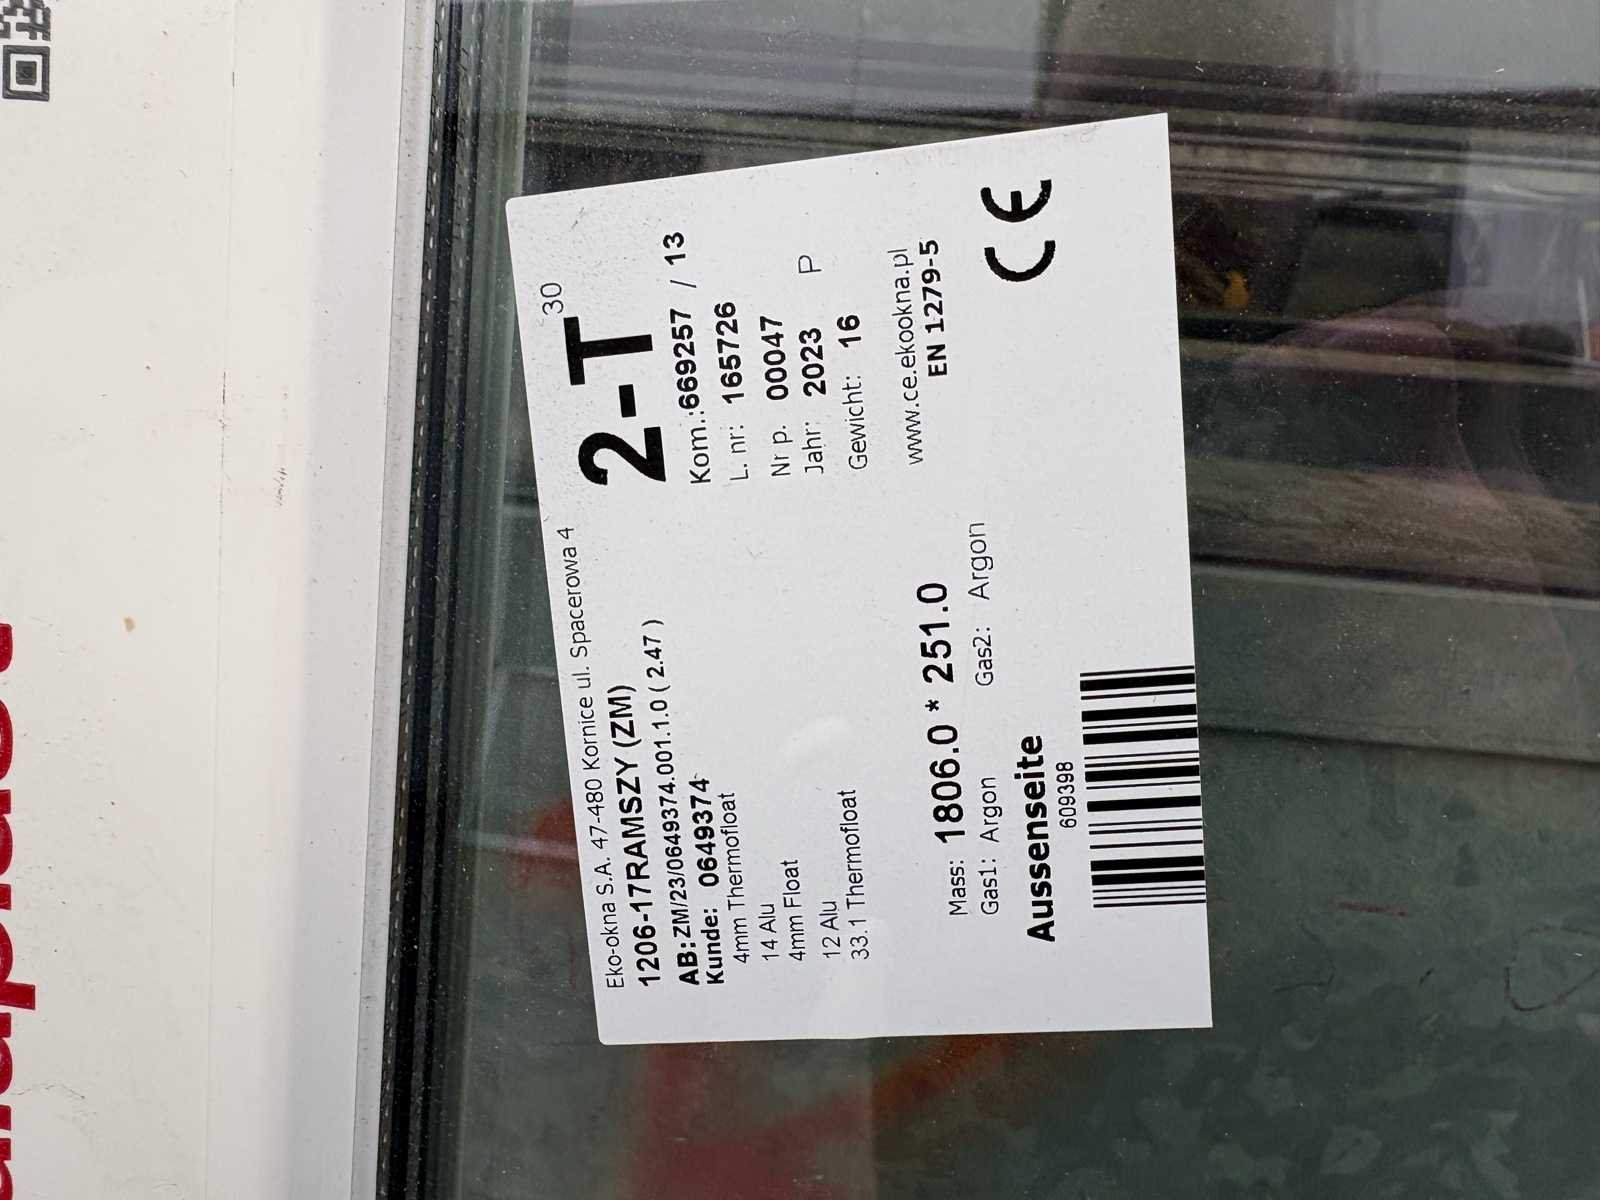 Eko-okna S.A. 47-480 Kornice ul. Spacerowa 4
1206-17RAMSZY (ZM)
AB:ZM/23/0649374.001.1.0 ( 2.47 )
Kunde: 0649374
4mm Thermofloat
14 Alu
4mm Float
12 Alu
33.1 Thermofloat
2-T 30
Kom.:669257 / 13
L. nr: 165726
Nr p. 00047
Jahr: 2023 P
Gewicht: 16
www.ce.ekookna.pl
EN 1279-5
Mass: 1806.0 * 251.0
Gas1: Argon Gas2: Argon
Aussenseite
609398
CE